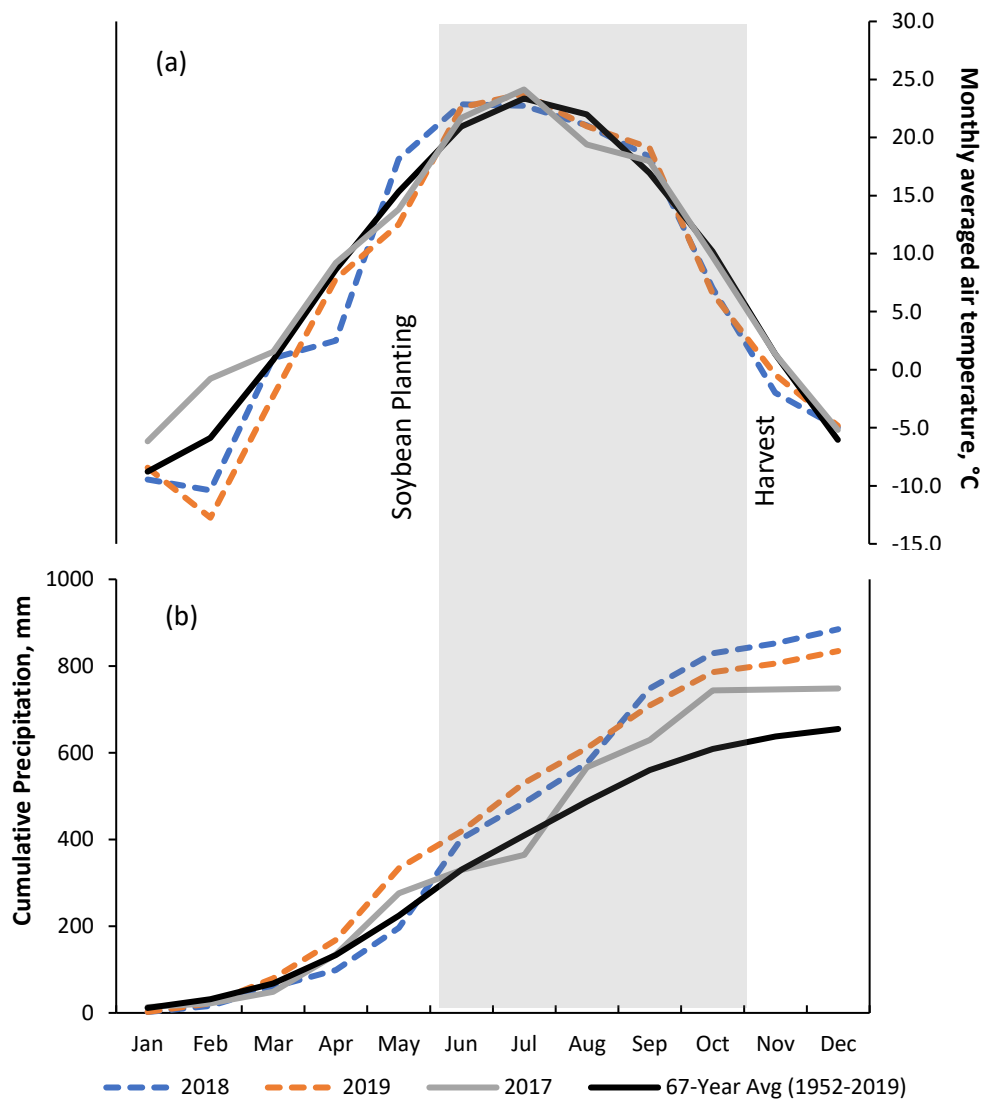 (a)
30.0
25.0
20.0
15.0
10.0
5.0
0.0
-5.0
-10.0
-15.0
Monthly averaged air temperature, °C
Soybean Planting
Harvest
(b)
1000
800
600
400
200
0
Cumulative Precipitation, mm
Jan Feb Mar Apr May Jun Jul Aug Sep Oct Nov Dec
2018 2019 2017 67-Year Avg (1952-2019)